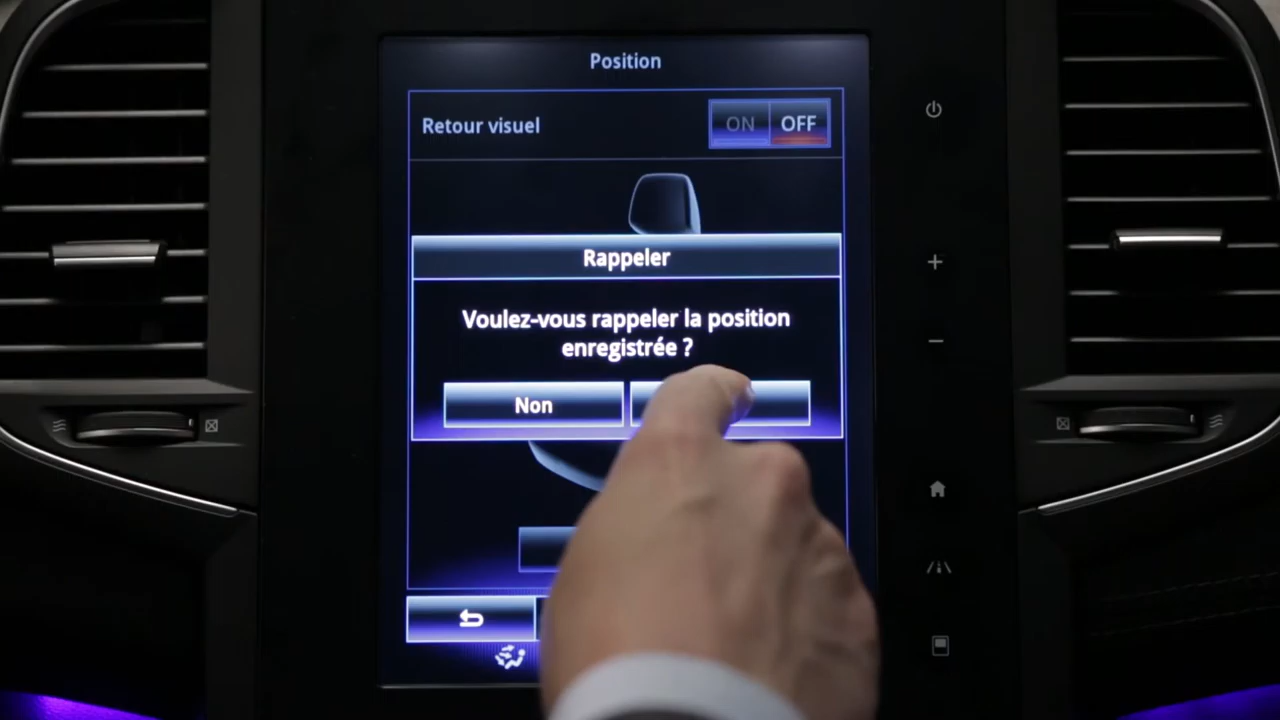 Position
Retour visuel
ON OFF
Rappeler
Voulez-vous rappeler la position
enregistrée ?
Non